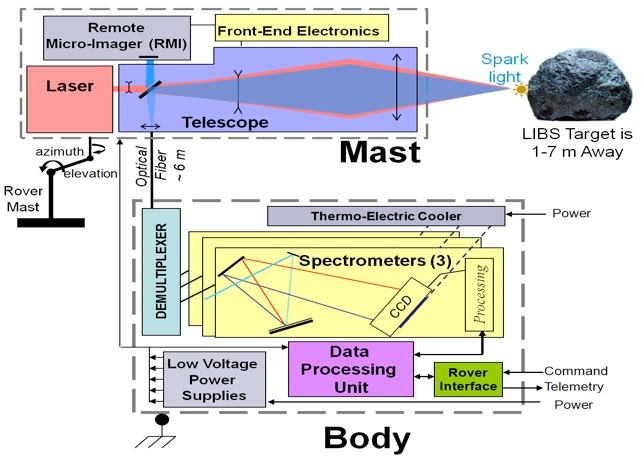 Remote
Micro-Imager (RMI)
Front-End Electronics
Laser
Telescope
Spark
light
LIBS Target is
1-7 m Away
Mast
azimuth
elevation
Rover
Mast
Optical
Fiber
~ 6 m
Thermo-Electric Cooler
Power
DEMULTIPLEXER
Spectrometers (3)
CCD
Processing
Low Voltage
Power
Supplies
Data
Processing
Unit
Rover
Interface
Command
Telemetry
Power
Body